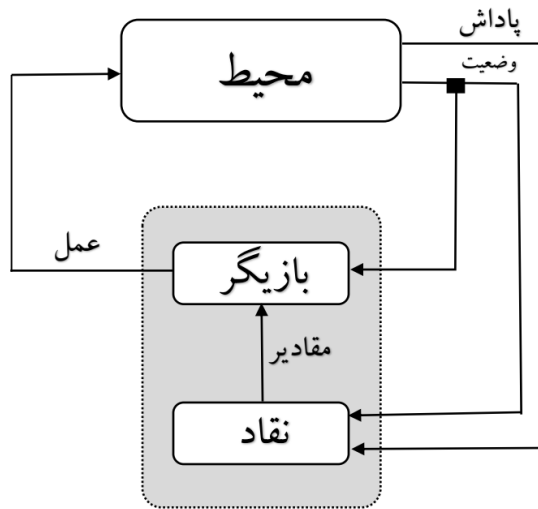 پاداش
وضعیت
محیط
عمل
بازیگر
مقادیر
نقاد